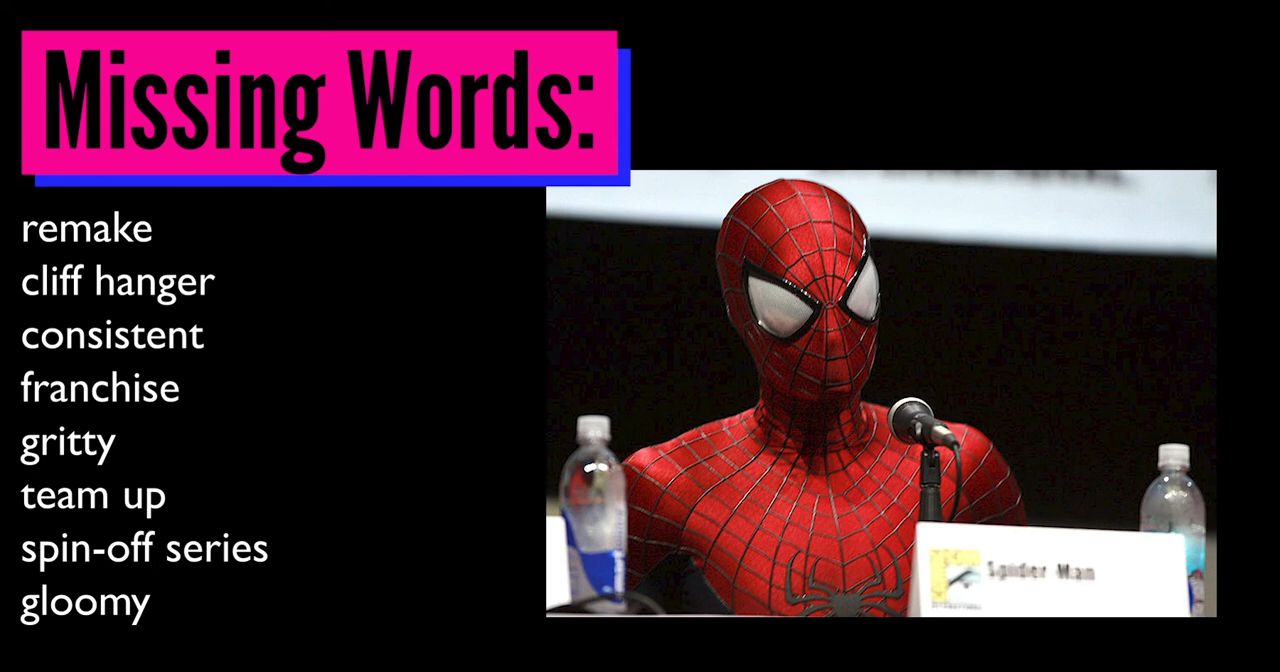 Missing Words:
remake
cliff hanger
consistent
franchise
gritty
team up
spin-off series
gloomy
Spider-Man